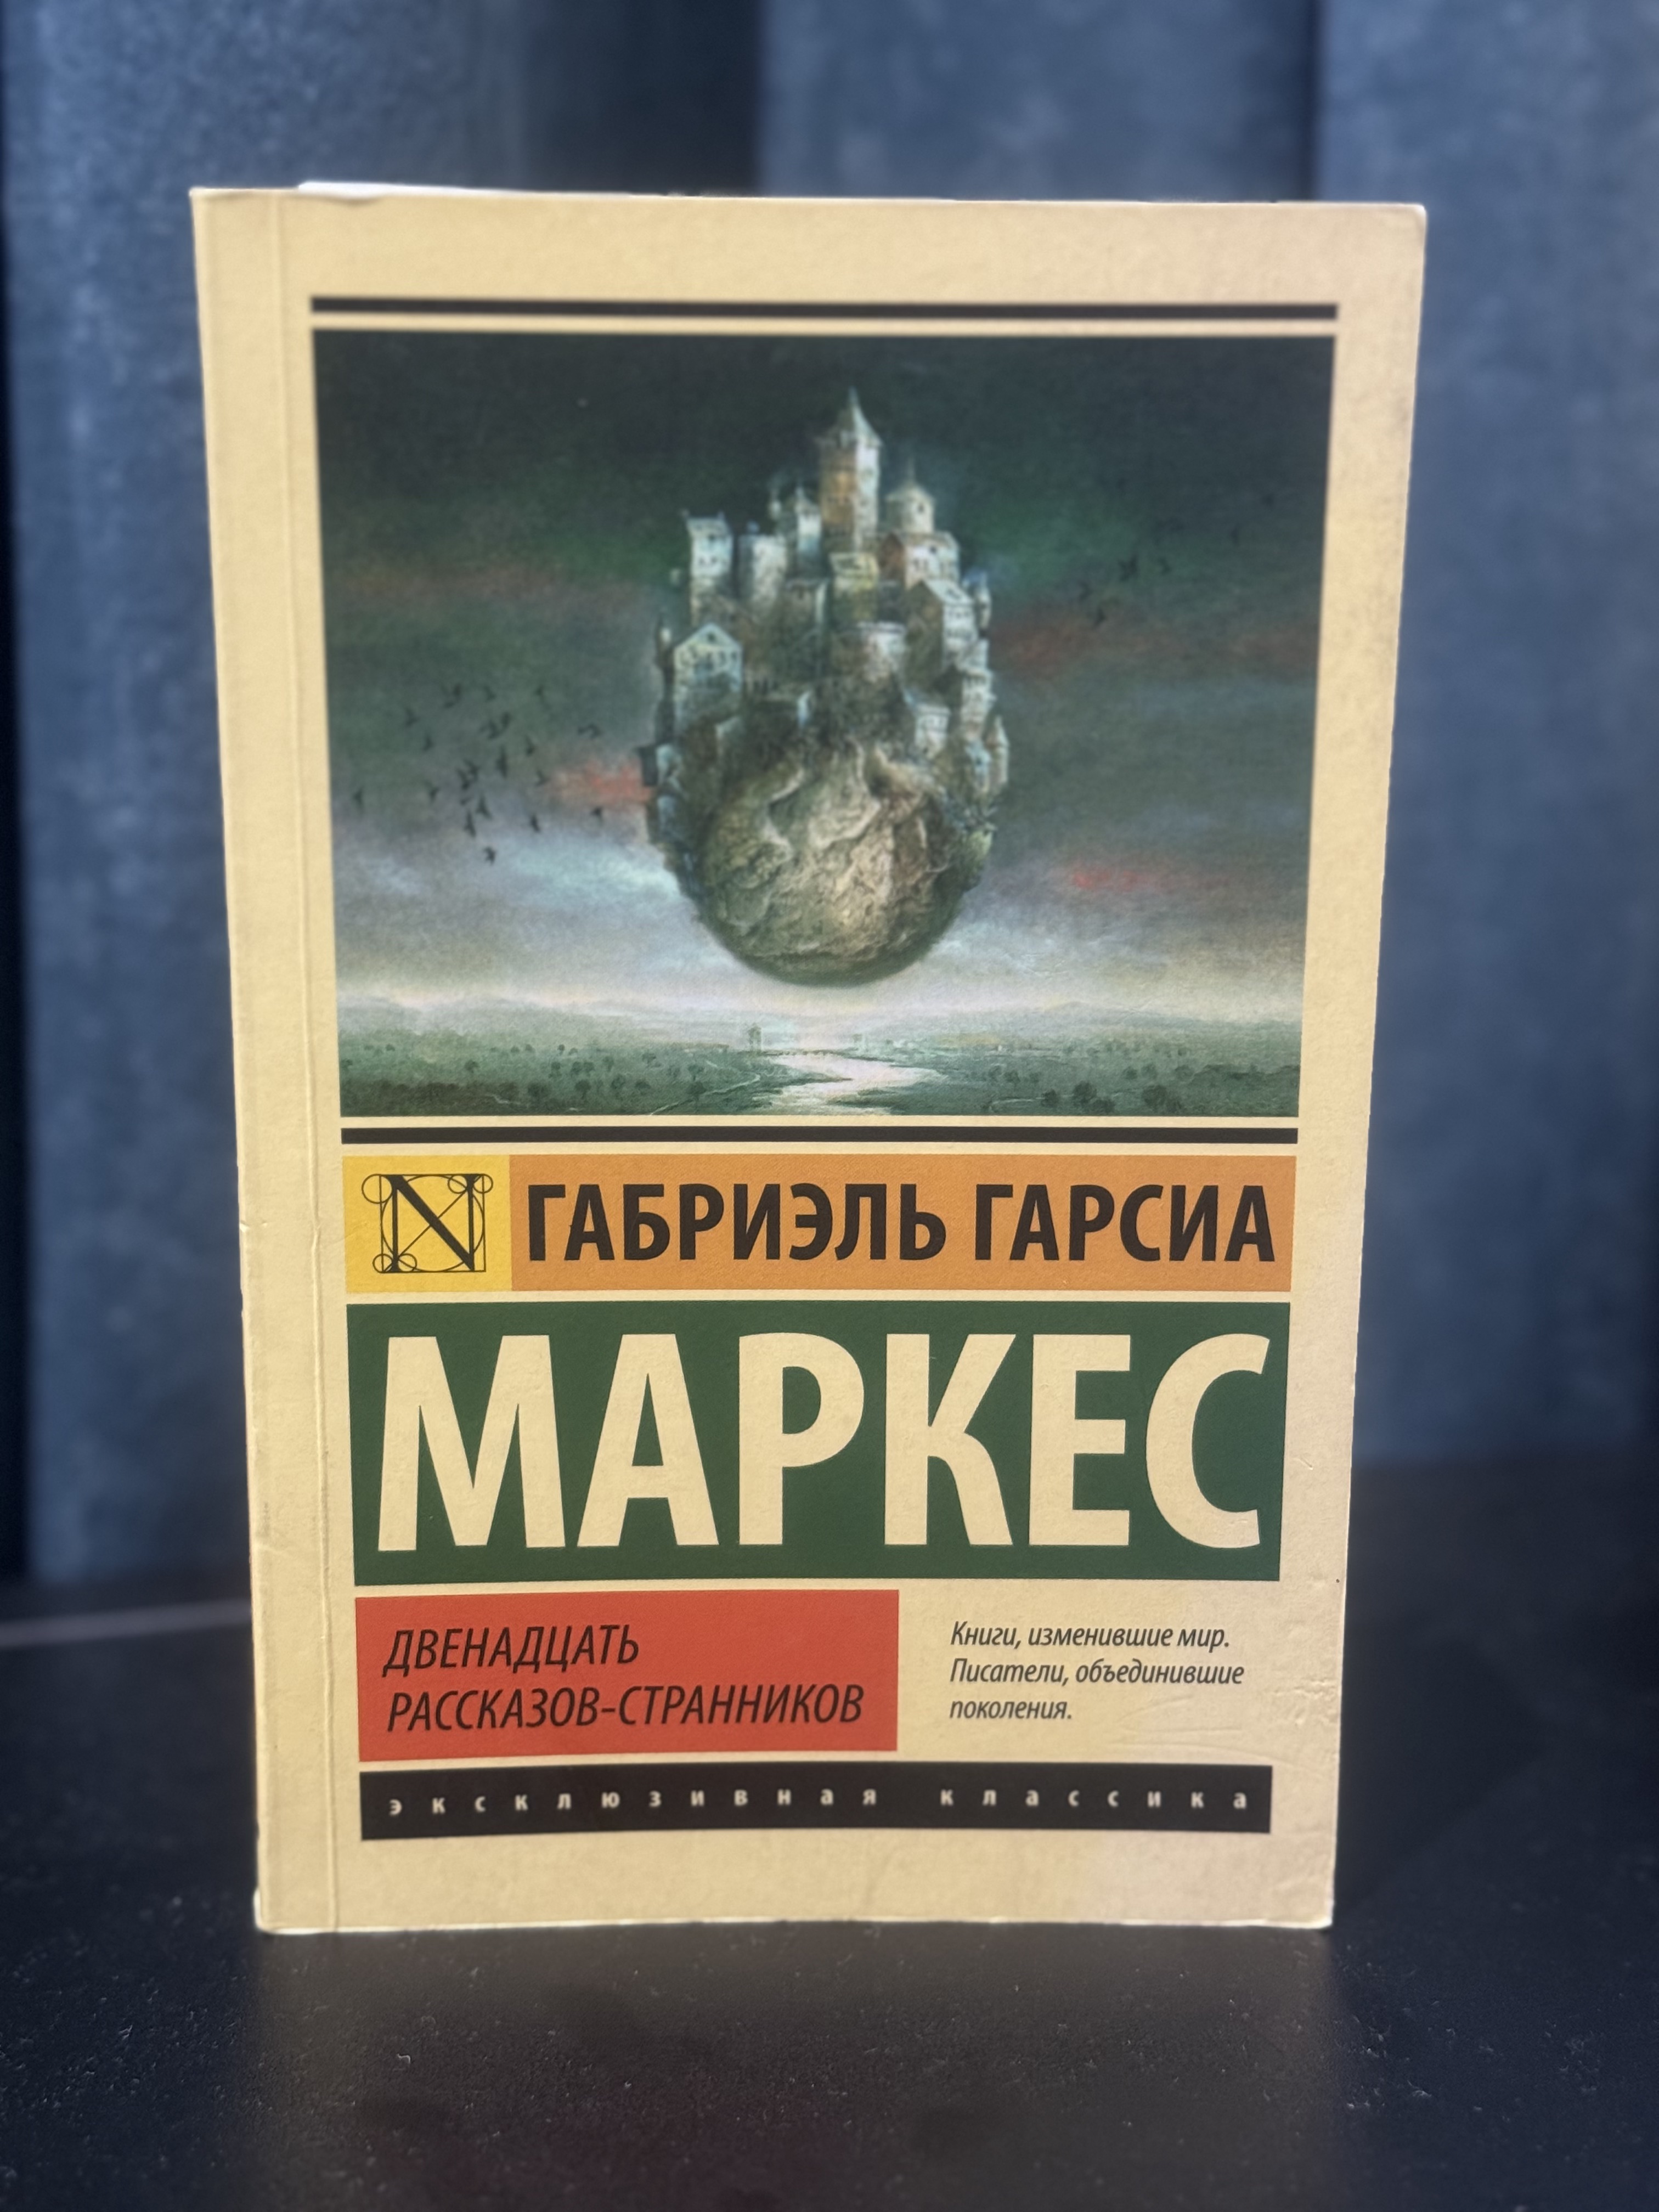 N ГАБРИЭЛЬ ГАРСИА
МАРКЕС
ДВЕНАДЦАТЬ
РАССКАЗОВ-СТРАННИКОВ
Книги, изменившие мир.
Писатели, объединившие
поколения.
эксклюзивная классика